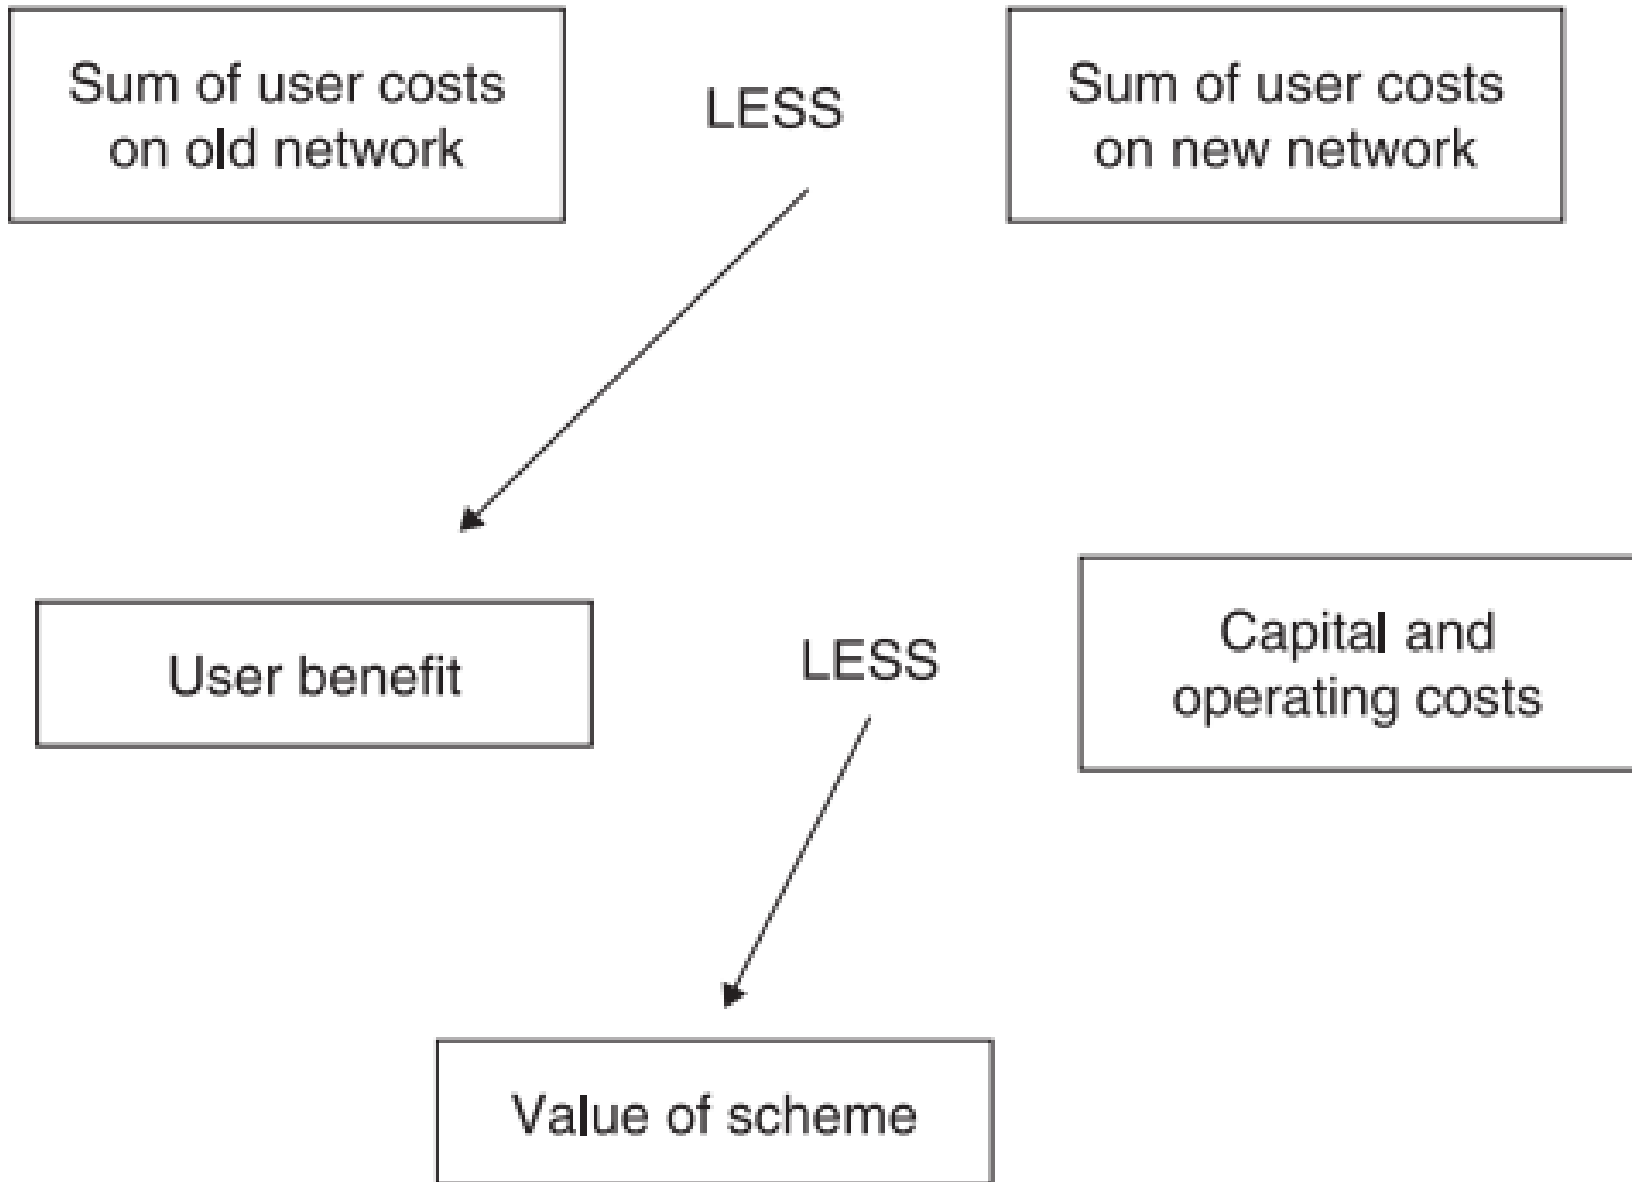 Sum of user costs
on old network
LESS
Sum of user costs
on new network
User benefit
LESS
Capital and
operating costs
Value of scheme